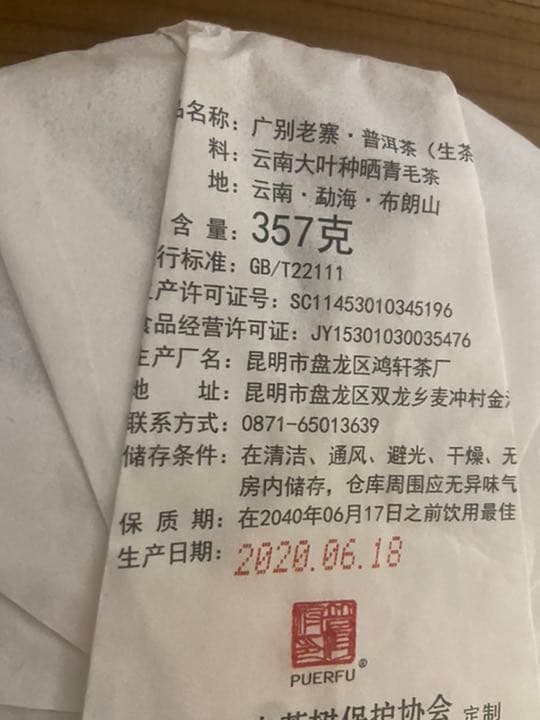 品名称：广别老寨·普洱茶（生茶
料：云南大叶种晒青毛茶
地：云南·勐海·布朗山
含量：357克
行标准：GB/T22111
产许可证号：SC11453010345196
食品经营许可证：JY15301030035476
生产厂名：昆明市盘龙区鸿轩茶厂
地 址：昆明市盘龙区双龙乡麦冲村金
联系方式：0871-65013639
储存条件：在清洁、通风、避光、干燥、无
房内储存，仓库周围应无异味气
保质期：在2040年06月17日之前饮用最佳
生产日期：2020.06.18
PUERFU®
树保护协会 定制